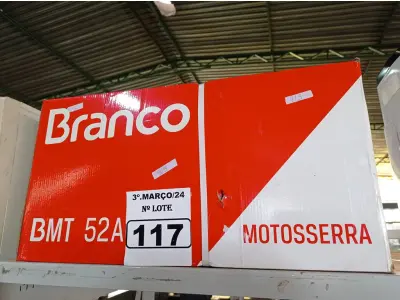 Branco
3º.MARÇO/24
Nº LOTE
BMT 52A
117
MOTOSSERRA